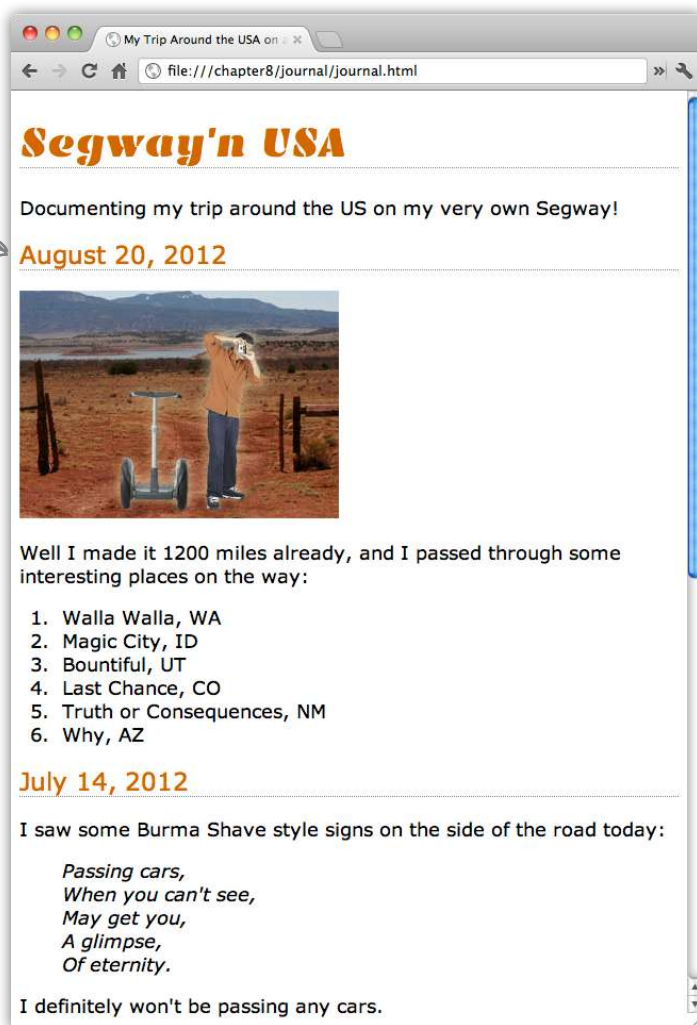 My Trip Around the USA on a
file:///chapter8/journal/journal.html
Segway'n USA
Documenting my trip around the US on my very own Segway!
August 20, 2012
Well I made it 1200 miles already, and I passed through some
interesting places on the way:
1. Walla Walla, WA
2. Magic City, ID
3. Bountiful, UT
4. Last Chance, CO
5. Truth or Consequences, NM
6. Why, AZ
July 14, 2012
I saw some Burma Shave style signs on the side of the road today:
Passing cars,
When you can't see,
May get you,
A glimpse,
Of eternity.
I definitely won't be passing any cars.